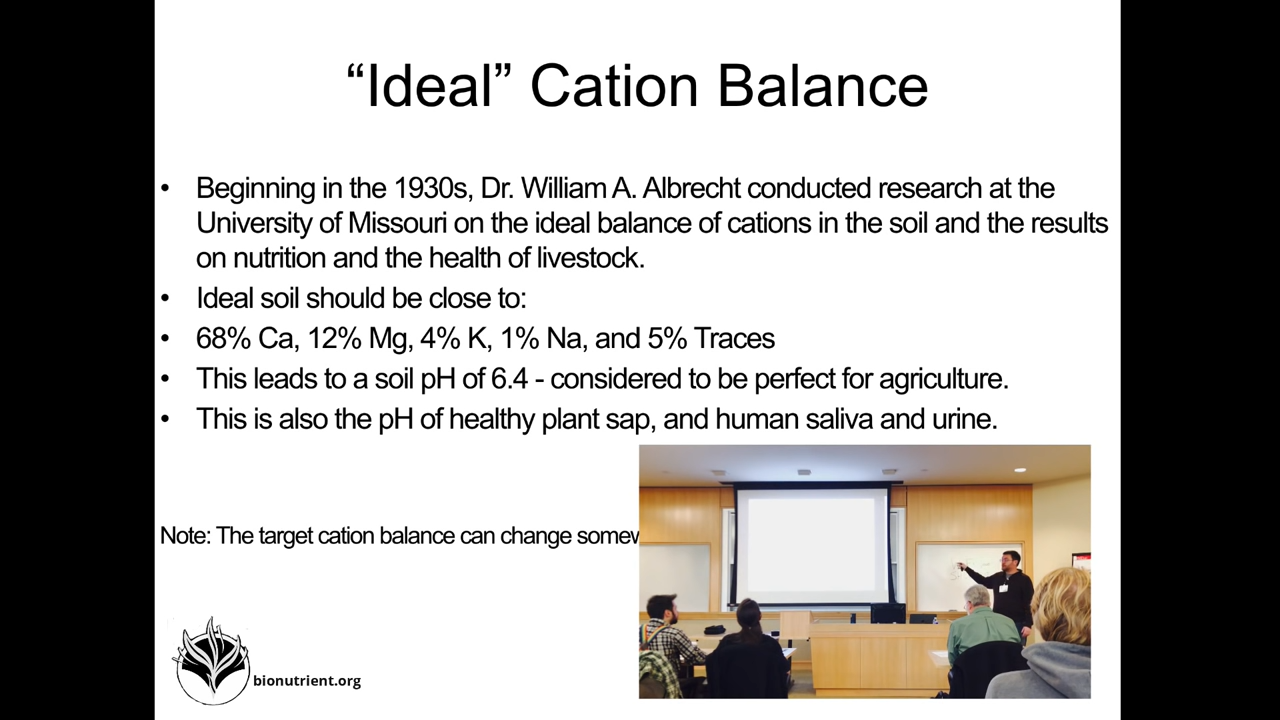 “Ideal” Cation Balance
• Beginning in the 1930s, Dr. William A. Albrecht conducted research at the
University of Missouri on the ideal balance of cations in the soil and the results
on nutrition and the health of livestock.
• Ideal soil should be close to:
• 68% Ca, 12% Mg, 4% K, 1% Na, and 5% Traces
• This leads to a soil pH of 6.4 - considered to be perfect for agriculture.
• This is also the pH of healthy plant sap, and human saliva and urine.
Note: The target cation balance can change
bionutrient.org